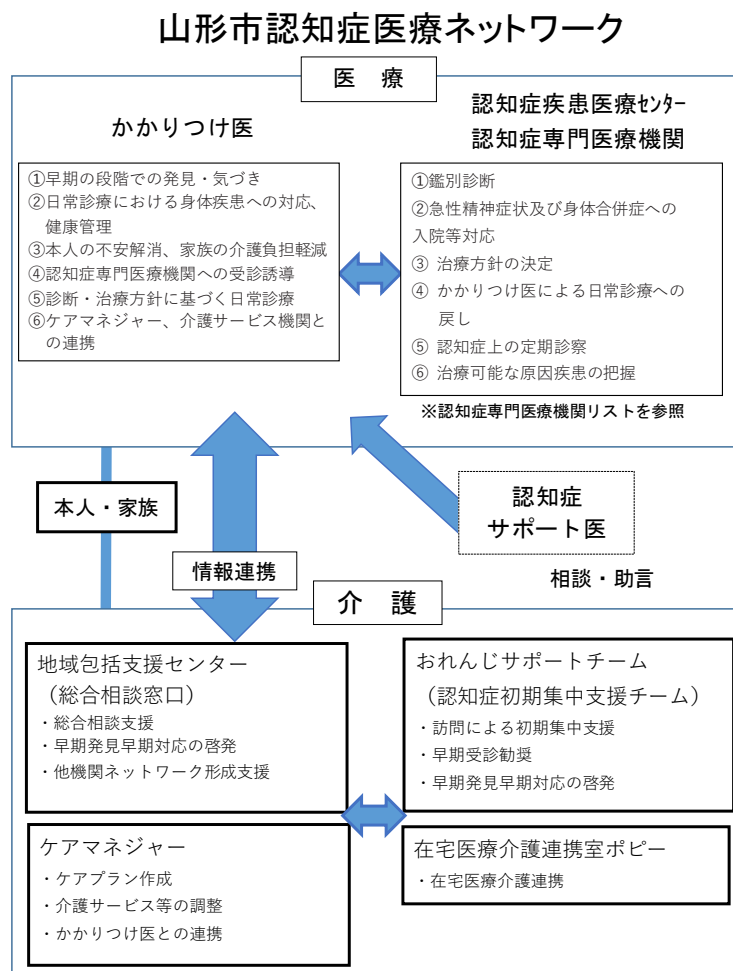 山形市認知症医療ネットワーク
医　療
かかりつけ医
①早期の段階での発見・気づき
②日常診療における身体疾患への対応、
健康管理
③本人の不安解消、家族の介護負担軽減
④認知症専門医療機関への受診誘導
⑤診断・治療方針に基づく日常診療
⑥ケアマネジャー、介護サービス機関と
の連携
認知症疾患医療ｾﾝﾀｰ
認知症専門医療機関
①鑑別診断
②急性精神症状及び身体合併症への
入院等対応
③ 治療方針の決定
④ かかりつけ医による日常診療への
戻し
⑤ 認知症上の定期診察
⑥ 治療可能な原因疾患の把握
※認知症専門医療機関リストを参照
本人・家族
認知症
サポート医
情報連携
相談・助言
介　護
地域包括支援センター
（総合相談窓口）
・総合相談支援
・早期発見早期対応の啓発
・他機関ネットワーク形成支援
おれんじサポートチーム
（認知症初期集中支援チーム）
・訪問による初期集中支援
・早期受診勧奨
・早期発見早期対応の啓発
ケアマネジャー
・ケアプラン作成
・介護サービス等の調整
・かかりつけ医との連携
在宅医療介護連携室ポピー
・在宅医療介護連携